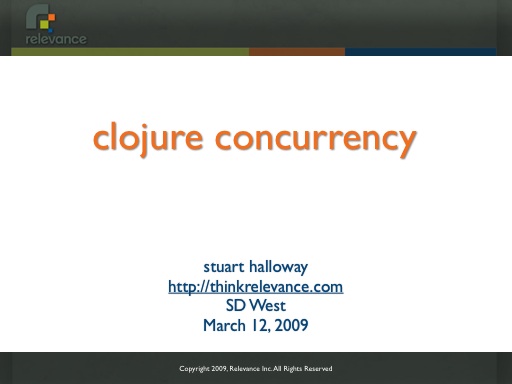 relevance
clojure concurrency
stuart halloway
http://thinkrelevance.com
SD West
March 12, 2009
Copyright 2009, Relevance Inc. All Rights Reserved